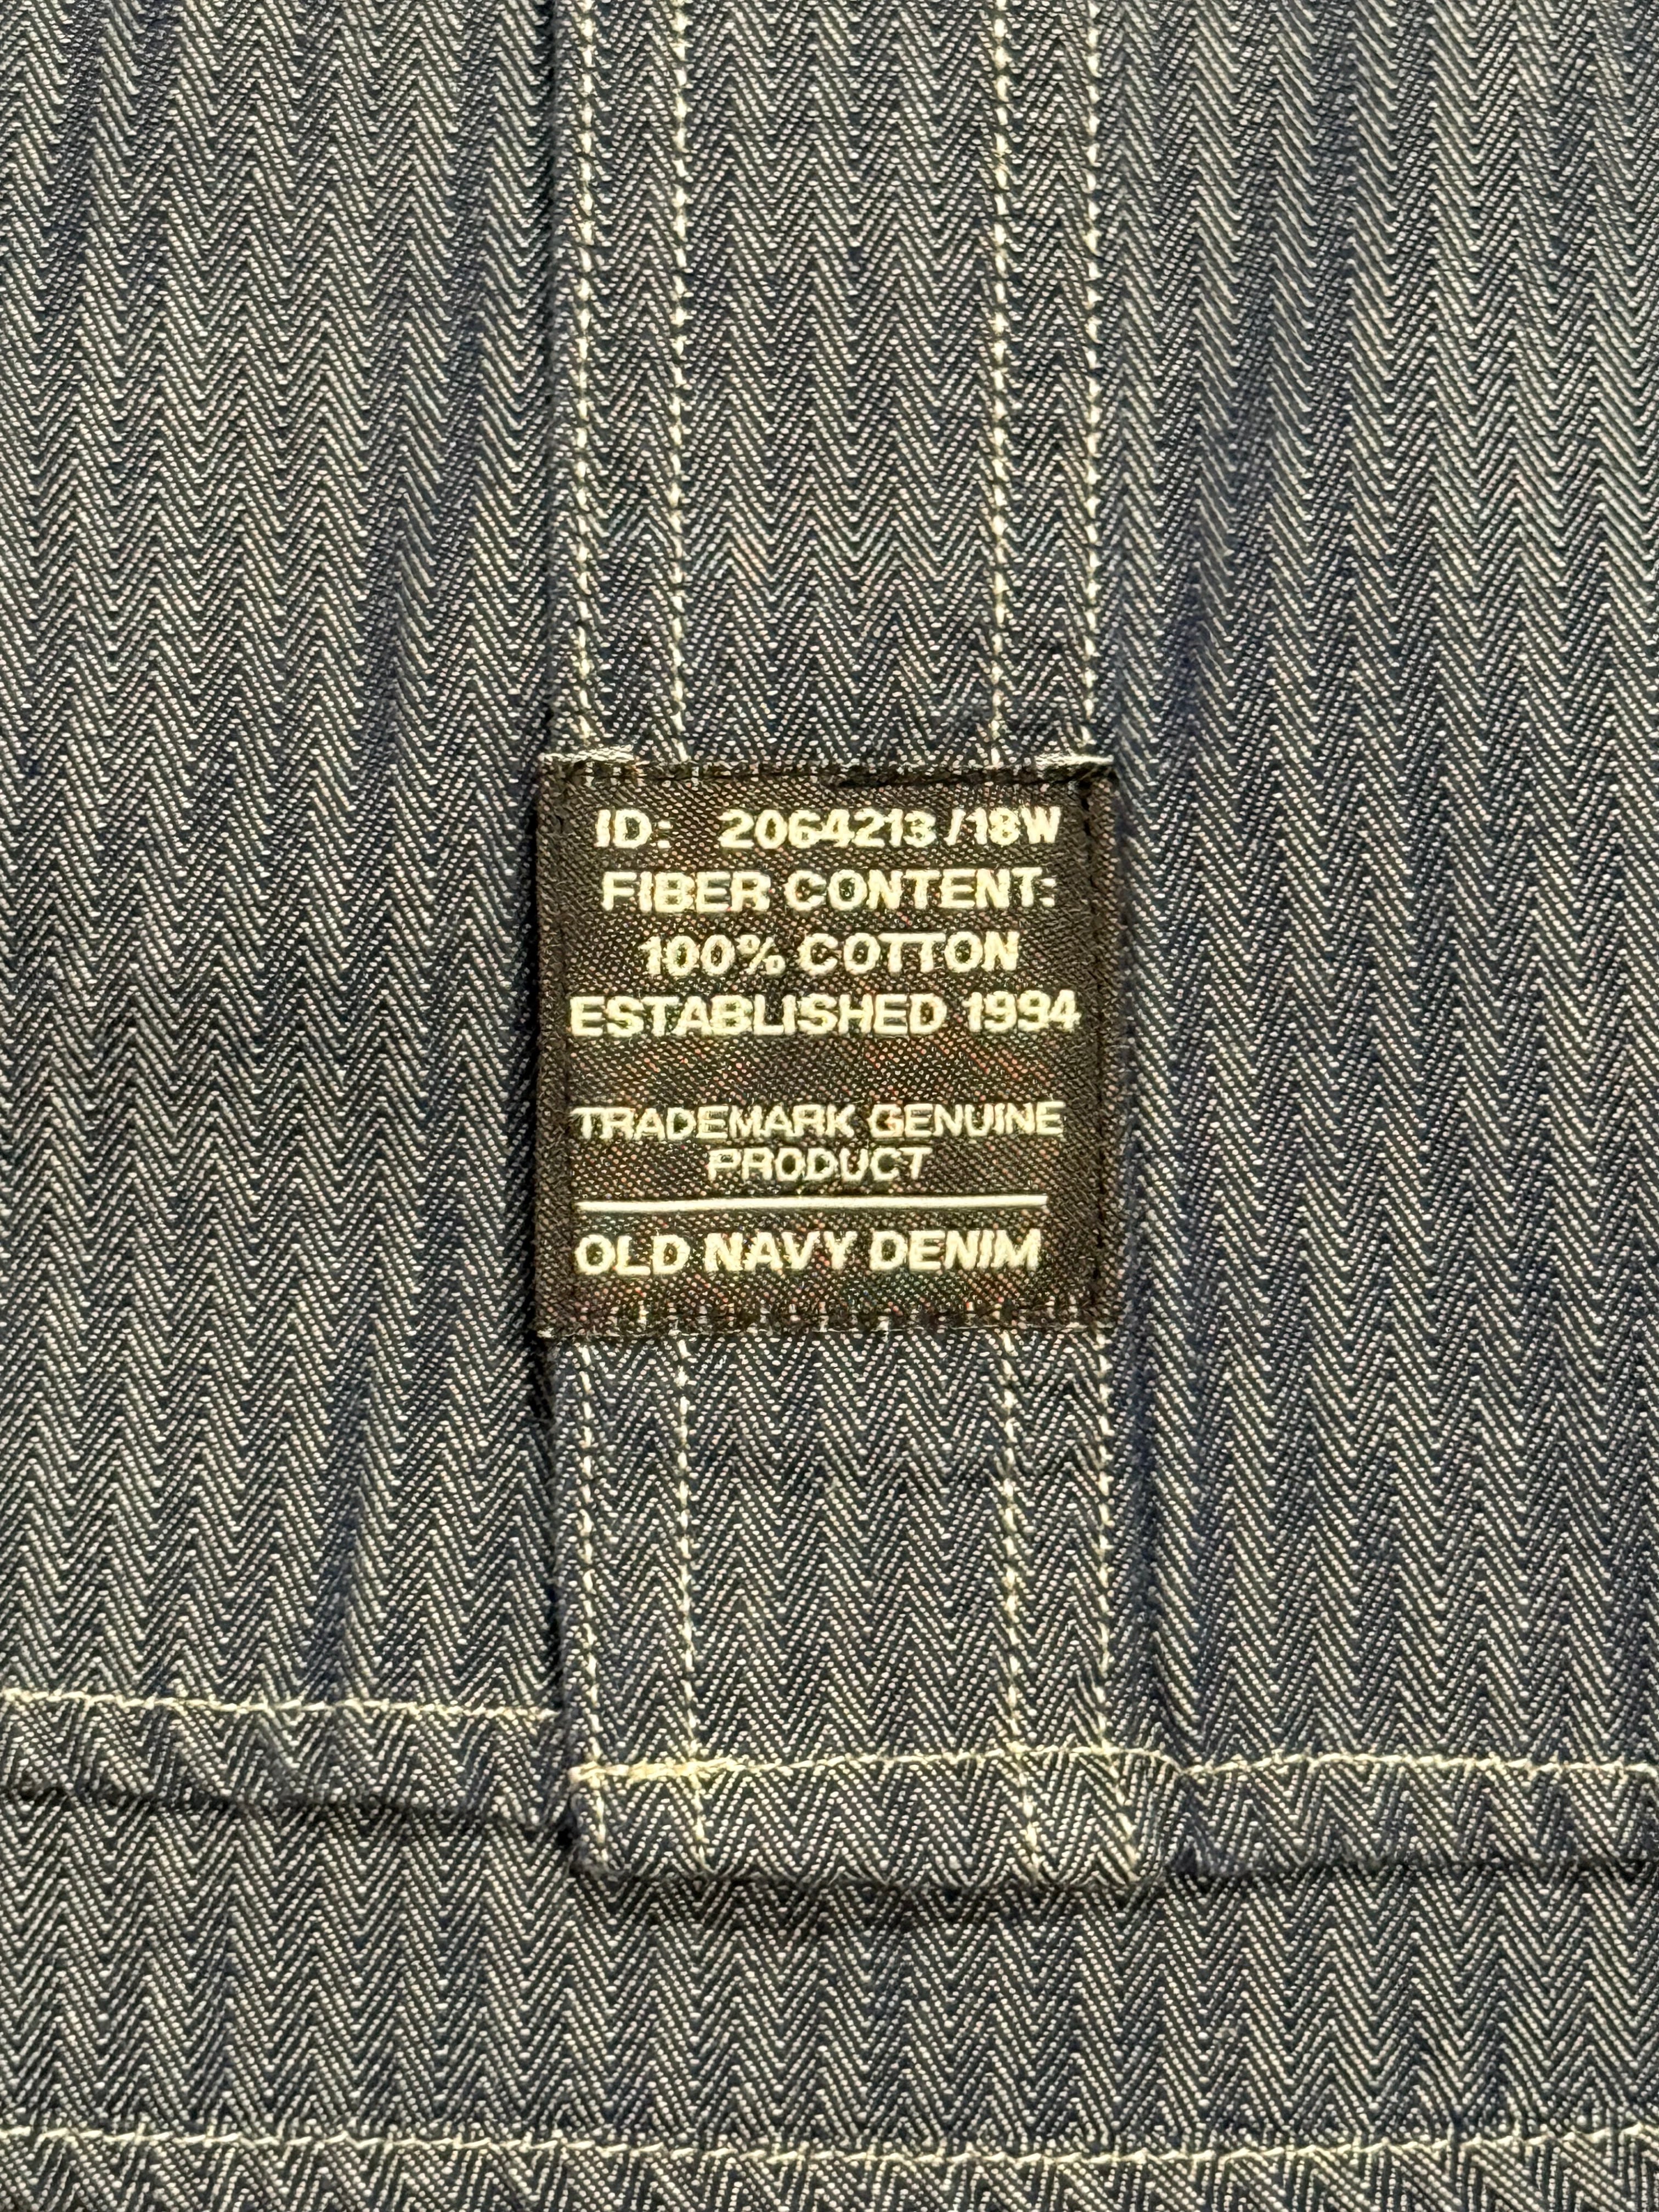 ID: 2064213 /18W
FIBER CONTENT:
100% COTTON
ESTABLISHED 1994
TRADEMARK GENUINE
PRODUCT
OLD NAVY DENIM